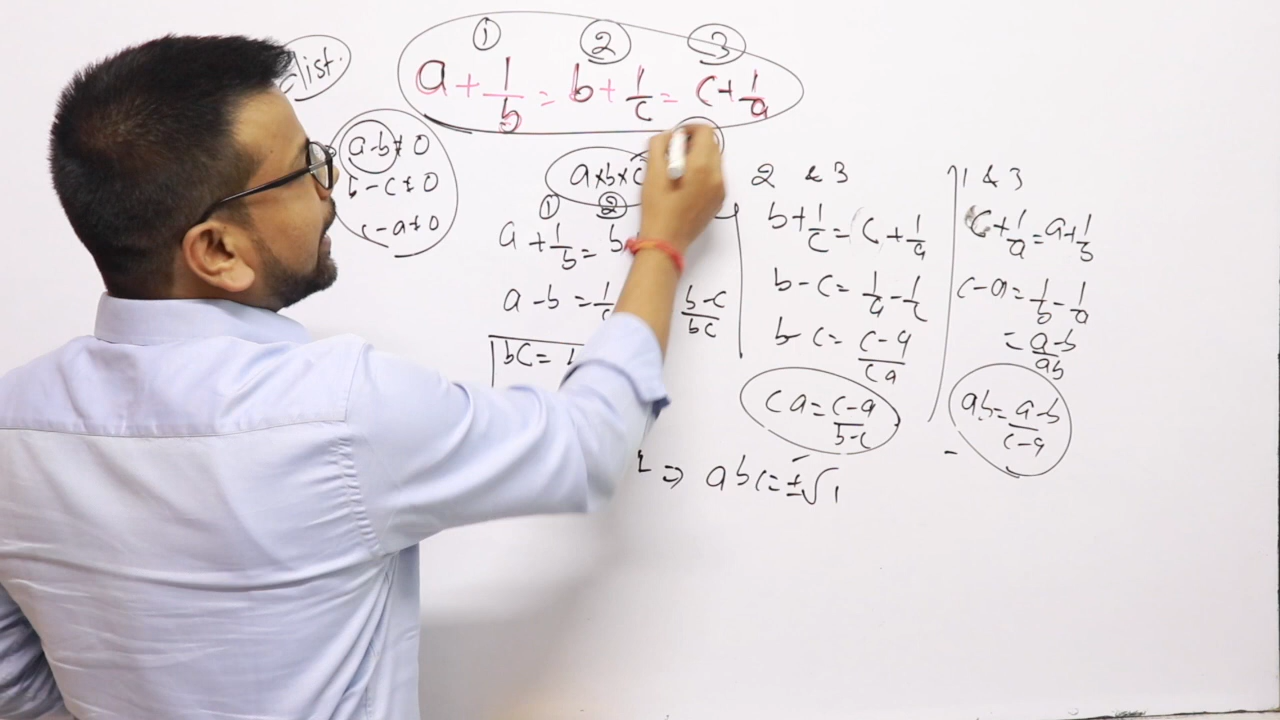 ① ② ③
a + 1/b = b + 1/c = c + 1/a
a-b ≠ 0
b-c ≠ 0
c-a ≠ 0
a×b×c
① ②
a + 1/b = b
a - b = 1/c
b-c/bc
bc =
2 & 3
b + 1/c = c + 1/a
b - c = 1/a - 1/c
b c = c-a/ca
ca = c-a/b-c
1 & 3
c + 1/a = a + 1/b
c - a = 1/b - 1/a
= a-b/ab
ab = a-b/c-a
⇒ abc = ±√1